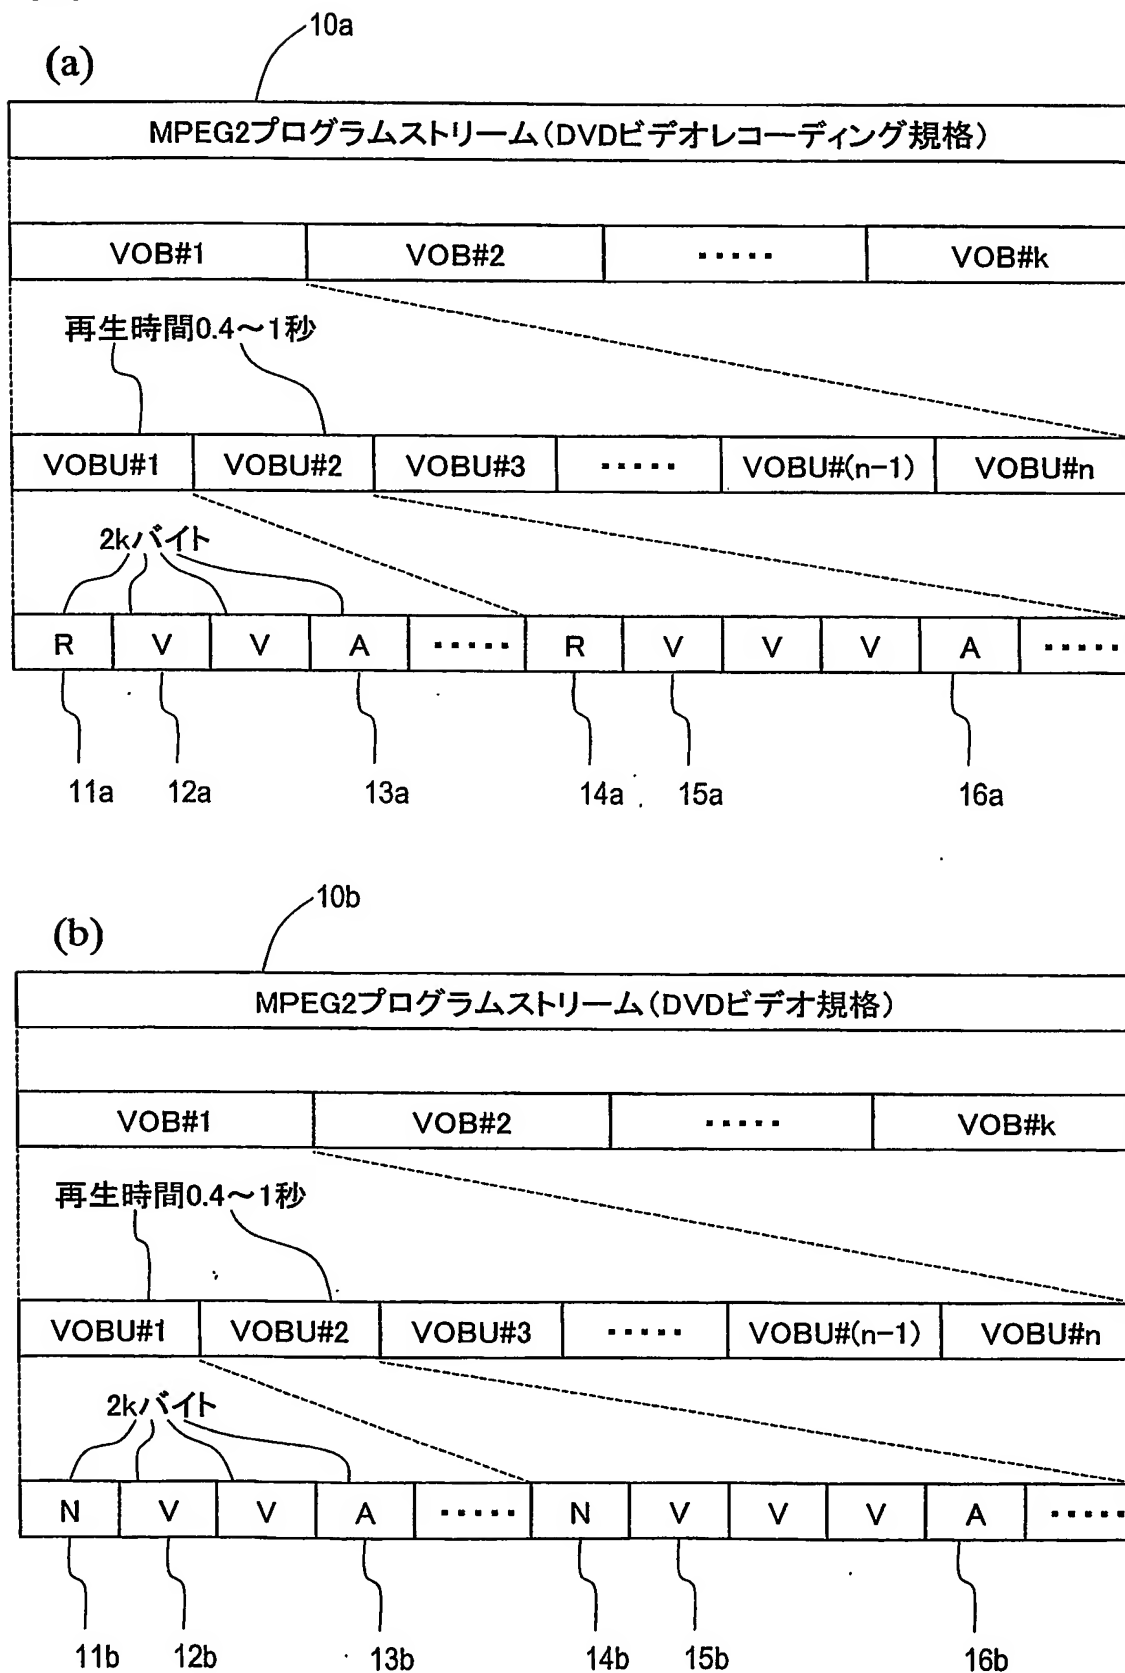 10a
(a)
MPEG2プログラムストリーム(DVDビデオレコーディング規格)
VOB#1 VOB#2 ····· VOB#k
再生時間0.4～1秒
VOBU#1 VOBU#2 VOBU#3 ····· VOBU#(n-1) VOBU#n
2kバイト
R V V A ····· R V V V A ·····
11a 12a 13a 14a 15a 16a
10b
(b)
MPEG2プログラムストリーム(DVDビデオ規格)
VOB#1 VOB#2 ····· VOB#k
再生時間0.4～1秒
VOBU#1 VOBU#2 VOBU#3 ····· VOBU#(n-1) VOBU#n
2kバイト
N V V A ····· N V V V A ·····
11b 12b 13b 14b 15b 16b